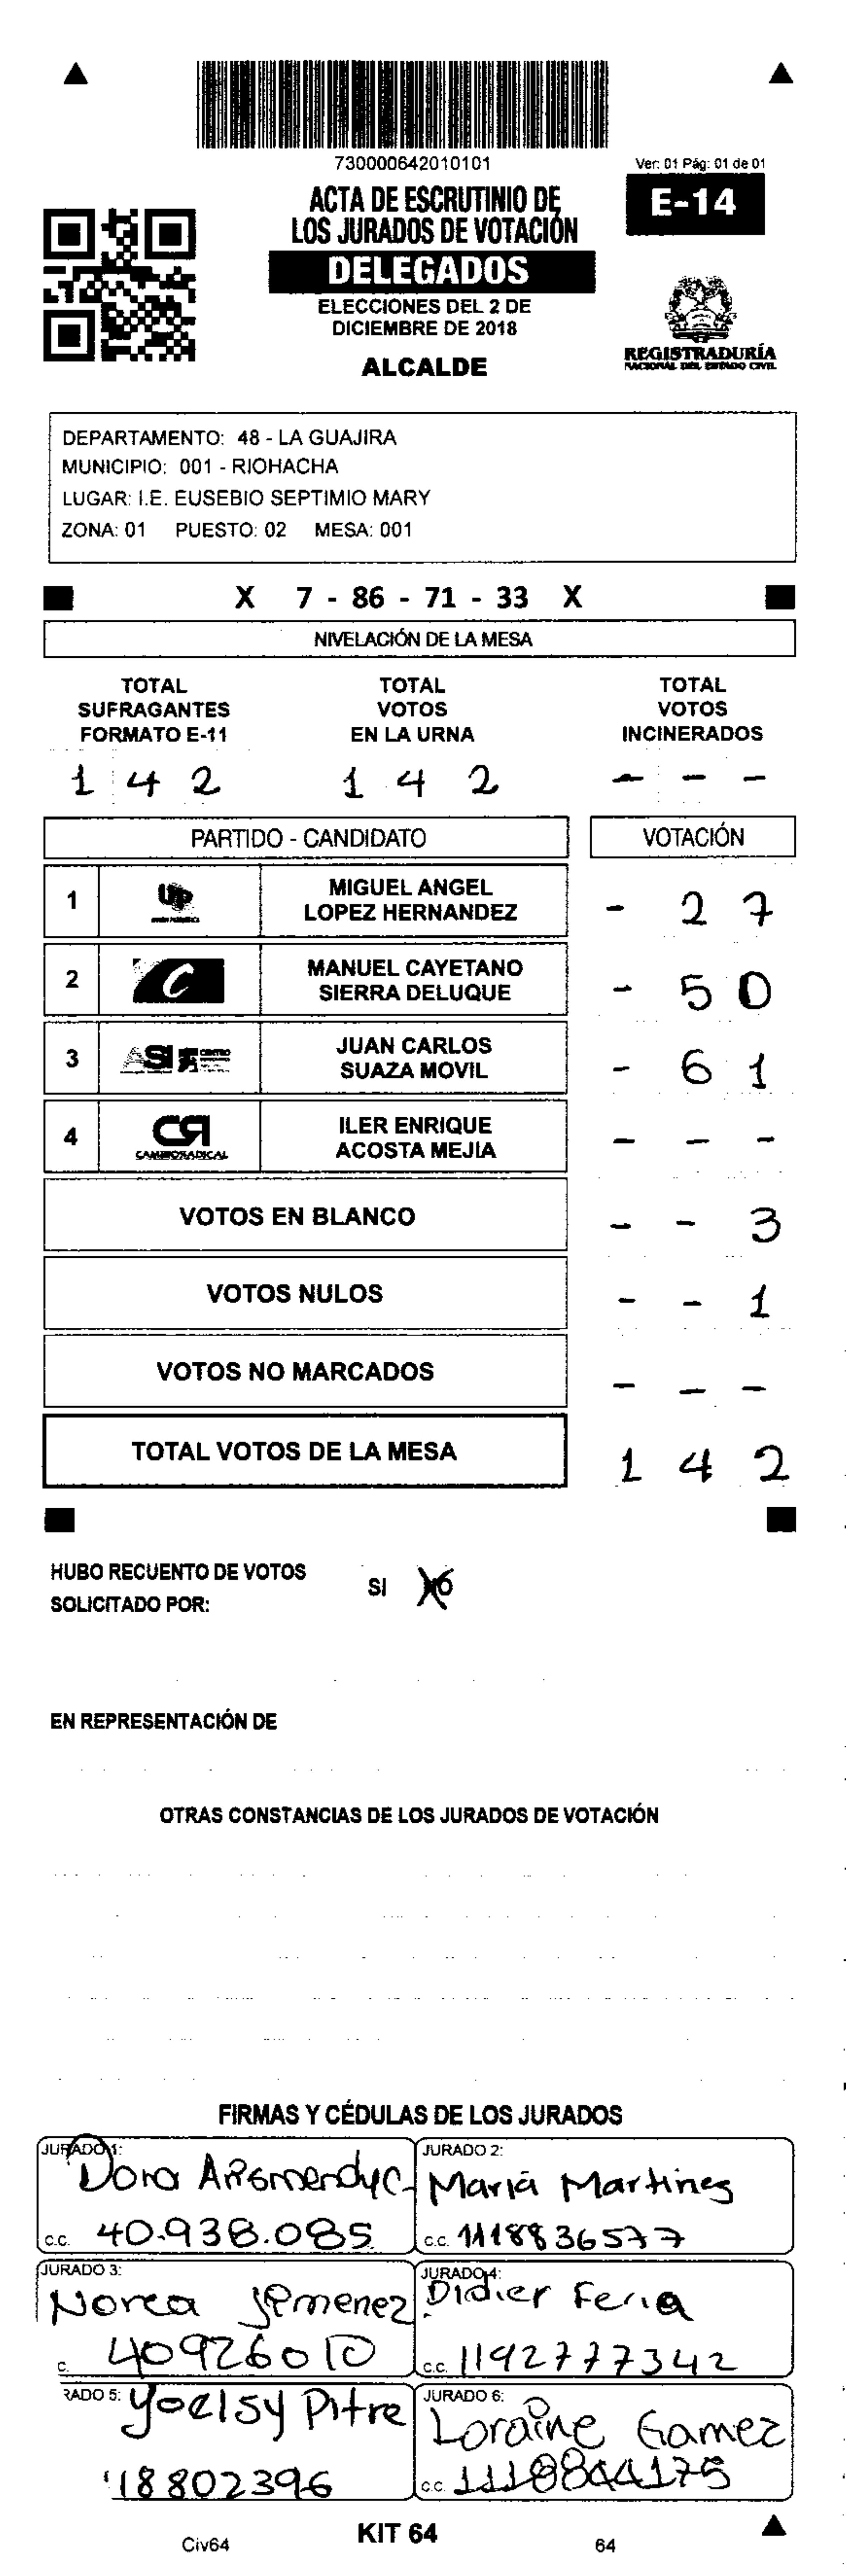 730000642010101
Ver: 01 Pág: 01 de 01
ACTA DE ESCRUTINIO DE
LOS JURADOS DE VOTACIÓN
E-14
DELEGADOS
ELECCIONES DEL 2 DE
DICIEMBRE DE 2018
ALCALDE
REGISTRADURÍA
NACIONAL DEL ESTADO CIVIL
DEPARTAMENTO: 48 - LA GUAJIRA
MUNICIPIO: 001 - RIOHACHA
LUGAR: I.E. EUSEBIO SEPTIMIO MARY
ZONA: 01 PUESTO: 02 MESA: 001
X 7 - 86 - 71 - 33 X
NIVELACIÓN DE LA MESA
TOTAL SUFRAGANTES FORMATO E-11
TOTAL VOTOS EN LA URNA
TOTAL VOTOS INCINERADOS
1 4 2 1 4 2 - - -
PARTIDO - CANDIDATO VOTACIÓN
1 UP MIGUEL ANGEL
LOPEZ HERNANDEZ - 2 7
2 C MANUEL CAYETANO
SIERRA DELUQUE - 5 0
3 ASI JUAN CARLOS
SUAZA MOVIL - 6 1
4 CR CAMBIO RADICAL ILER ENRIQUE
ACOSTA MEJIA - - -
VOTOS EN BLANCO - - 3
VOTOS NULOS - - 1
VOTOS NO MARCADOS - - -
TOTAL VOTOS DE LA MESA 1 4 2
HUBO RECUENTO DE VOTOS SI NO
SOLICITADO POR:
EN REPRESENTACIÓN DE
OTRAS CONSTANCIAS DE LOS JURADOS DE VOTACIÓN
FIRMAS Y CÉDULAS DE LOS JURADOS
JURADO 1:
Dora Arismendy C.
C.C. 40.938.085
JURADO 2:
Maria Martines
C.C. 1118836577
JURADO 3:
Norea Jimenez
C. 40926010
JURADO 4:
Didier Feria
C.C. 1192777342
RADO 5: Yoelsy Pitre
118802396
JURADO 6:
Loraine Gamez
C.C. 1118844175
Civ64 KIT 64 64